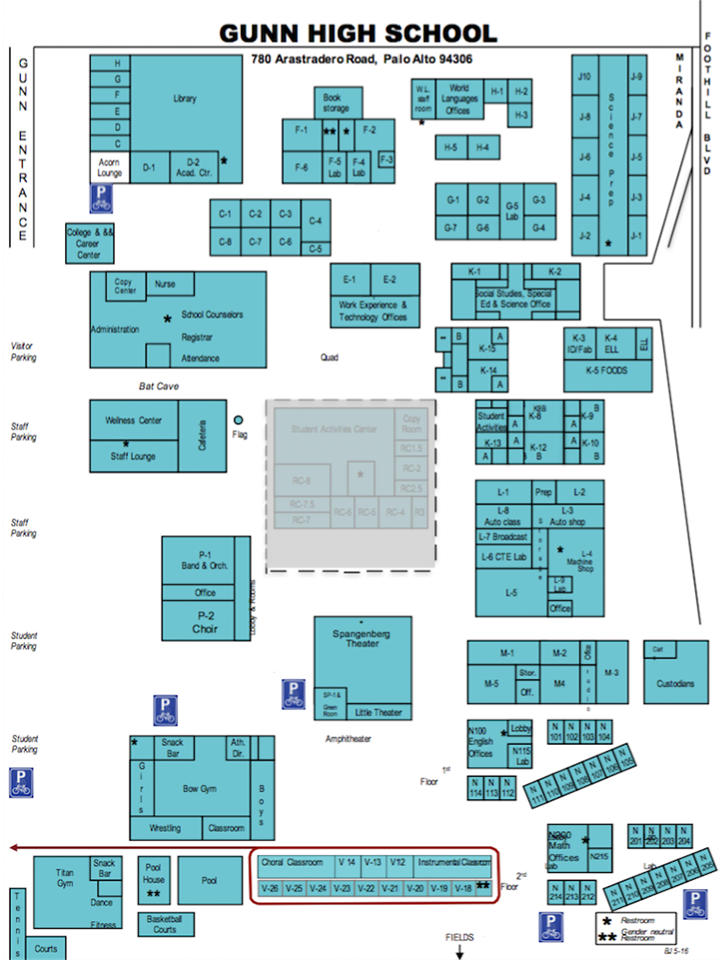 GUNN HIGH SCHOOL
780 Arastradero Road, Palo Alto 94306
GUNN ENTRANCE
MIRANDA
FOOTHILL BLVD
H
G
F
E
D
C
Library
Acorn
Lounge
D-1
D-2
Acad. Ctr.
*
Book
storage
F-1
**
*
F-2
F-6
F-5
Lab
F-4
Lab
F-3
W.L.
staff
room
*
World
Languages
Offices
H-1
H-2
H-3
H-5
H-4
J10
J-9
J-8
J-7
J-6
J-5
J-4
J-3
J-2
J-1
Science Prep
*
P
College & &&
Career
Center
C-1
C-2
C-3
C-4
C-8
C-7
C-6
C-5
G-1
G-2
G-5
Lab
G-3
G-7
G-6
G-4
Copy
Center
Nurse
*
School Counselors
Administration
Registrar
Attendance
E-1
E-2
Work Experience &
Technology Offices
K-1
K-2
Social Studies, Special
Ed & Science Office
Visitor
Parking
Quad
**
B
A
K-15
K-14
**
B
A
K-3
IO/Fab
K-4
ELL
ELL
K-5 FOODS
Bat Cave
Staff
Parking
Wellness Center
*
Staff Lounge
Cafeteria
Flag
Student Activities Center
Copy
Room
RC1.5
RC-2
RC2.5
RC-8
*
RC-7.5
RC-7
RC-6
RC-5
RC-4
R3
Student
Activities
K-13
A
A
K-8
K-12
A
A
B
K-9
K-10
B
A
B
B
Staff
Parking
L-1
Prep
L-2
L-8
Auto class
L-3
Auto shop
Storage
L-7 Broadcast
L-6 CTE Lab
*
L-4
Machine
Shop
L-5
L-9
Lab
Office
P-1
Band & Orch.
Office
P-2
Choir
Lobby & Rooms
Student
Parking
Spangenberg
Theater
SP-1 &
Green
Room
Little Theater
Amphitheater
M-1
M-2
Office
M-3
M-5
Stor.
Off.
M4
Custodians
P
P
Student
Parking
P
*
Snack
Bar
Ath.
Dir.
Girls
Bow Gym
Boys
Wrestling
Classroom
N100
English
Offices
*
Lobby
N115
Lab
N
101
N
102
N
103
N
104
1st
Floor
N
114
N
113
N
112
N
111
N
110
N
109
N
108
N
107
N
106
N
105
Titan
Gym
Snack
Bar
Dance
Fitness
Pool
House
**
Pool
Basketball
Courts
Tennis
Courts
Choral Classroom
V 14
V-13
V12
Instrumental Classroom
V-26
V-25
V-24
V-23
V-22
V-21
V-20
V-19
V-18
**
2nd
Floor
N200
Math
Offices
*
N215
Lab
N
201
N
202
N
203
N
204
Lab
N
214
N
213
N
212
N
211
N
210
N
209
N
208
N
207
N
206
N
205
P
P
FIELDS
* Restroom
** Gender neutral
Restroom
BJ 5-16